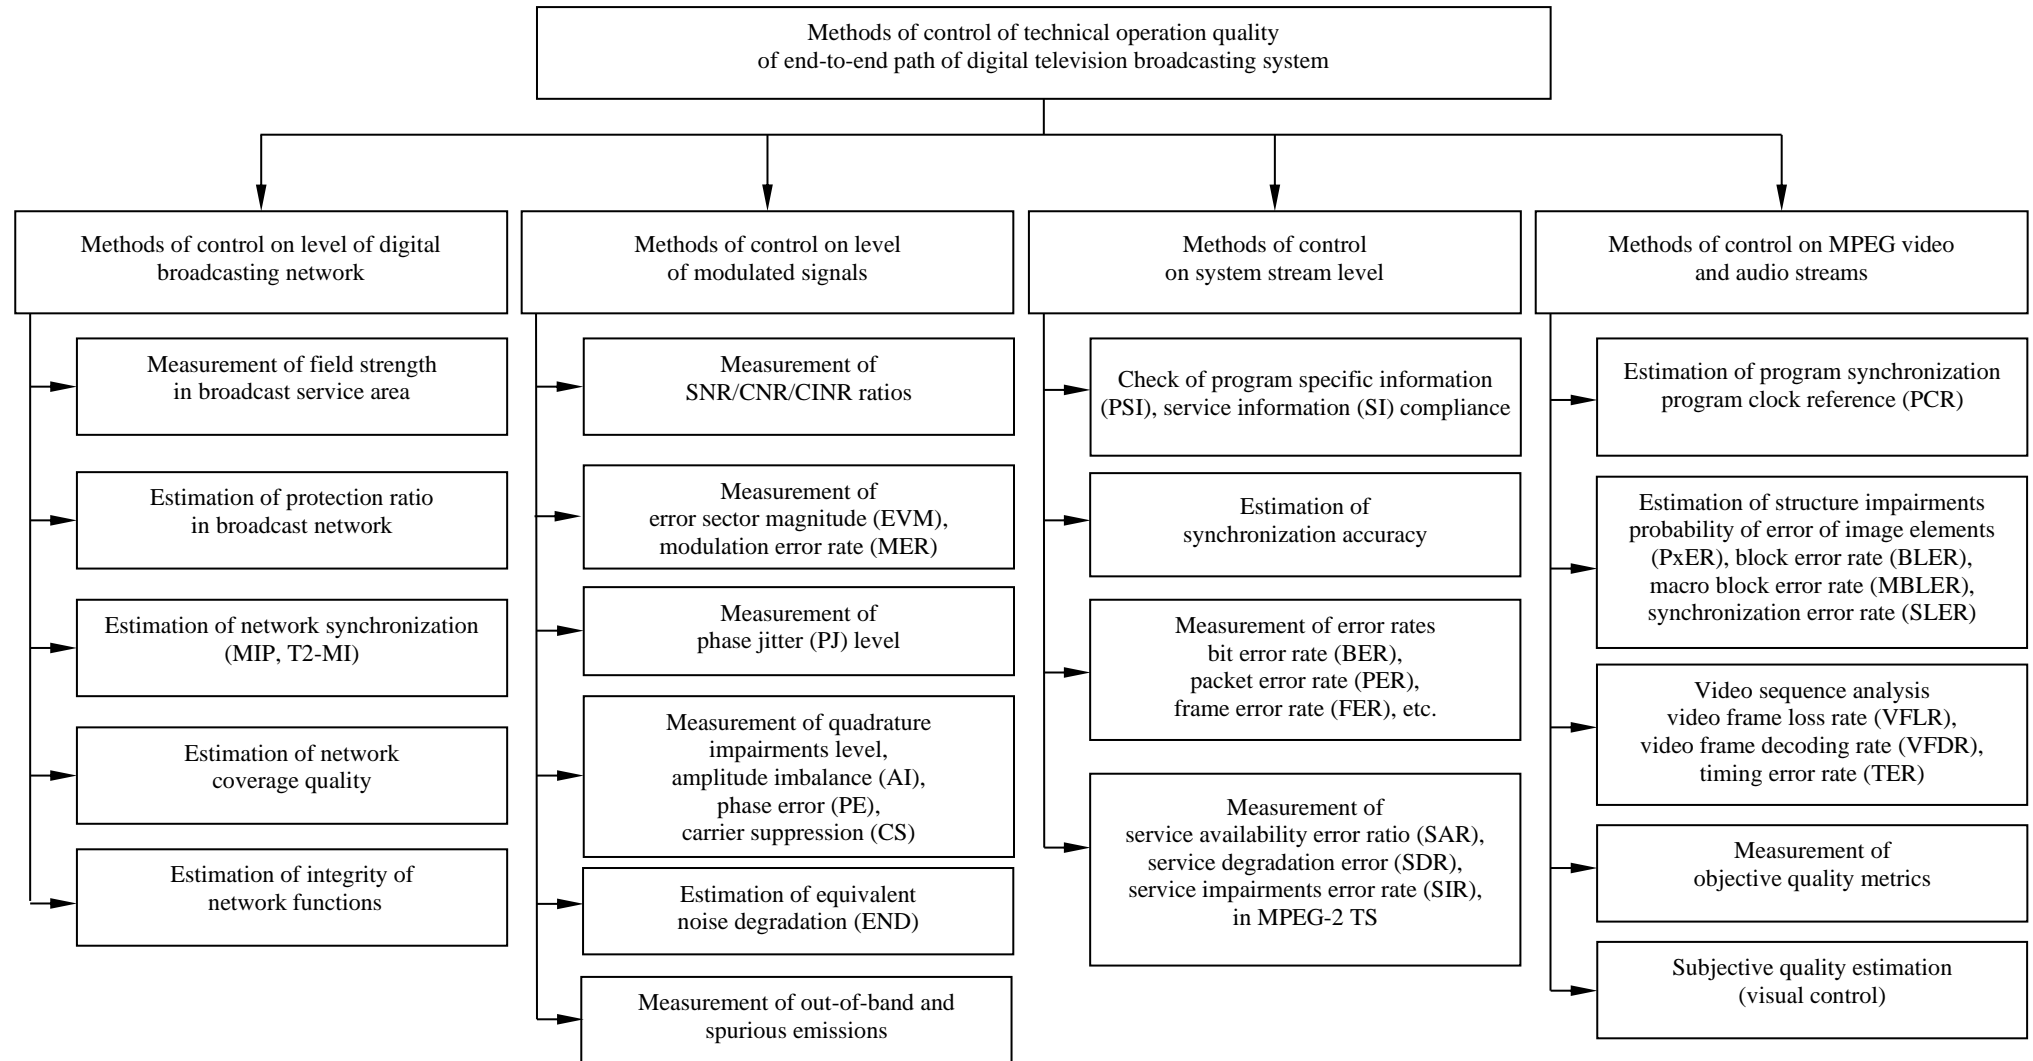 Methods of control of technical operation quality
of end-to-end path of digital television broadcasting system
Methods of control on level of digital
broadcasting network
Measurement of field strength
in broadcast service area
Estimation of protection ratio
in broadcast network
Estimation of network synchronization
(MIP, T2-MI)
Estimation of network
coverage quality
Estimation of integrity of
network functions
Methods of control on level
of modulated signals
Measurement of
SNR/CNR/CINR ratios
Measurement of
error sector magnitude (EVM),
modulation error rate (MER)
Measurement of
phase jitter (PJ) level
Measurement of quadrature
impairments level,
amplitude imbalance (AI),
phase error (PE),
carrier suppression (CS)
Estimation of equivalent
noise degradation (END)
Measurement of out-of-band and
spurious emissions
Methods of control
on system stream level
Check of program specific information
(PSI), service information (SI) compliance
Estimation of
synchronization accuracy
Measurement of error rates
bit error rate (BER),
packet error rate (PER),
frame error rate (FER), etc.
Measurement of
service availability error ratio (SAR),
service degradation error (SDR),
service impairments error rate (SIR),
in MPEG-2 TS
Methods of control on MPEG video
and audio streams
Estimation of program synchronization
program clock reference (PCR)
Estimation of structure impairments
probability of error of image elements
(PxER), block error rate (BLER),
macro block error rate (MBLER),
synchronization error rate (SLER)
Video sequence analysis
video frame loss rate (VFLR),
video frame decoding rate (VFDR),
timing error rate (TER)
Measurement of
objective quality metrics
Subjective quality estimation
(visual control)